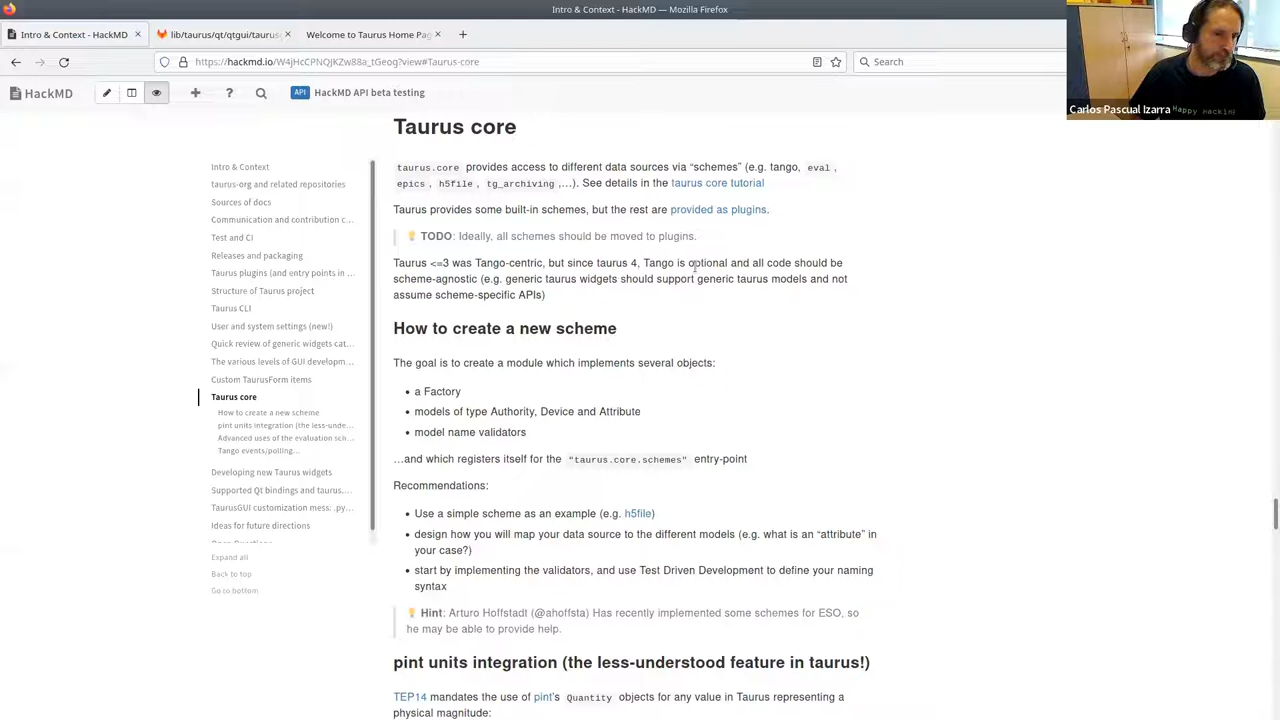 Intro & Context - HackMD — Mozilla Firefox
Intro & Context - HackMD
lib/taurus/qt/qtgui/taurus
Welcome to Taurus Home Pag
https://hackmd.io/W4jHcCPNQJKZw88a_tGeog?view#Taurus-core
Search
HackMD
API HackMD API beta testing
Carlos Pascual Izarra
Happy Hacking
Intro & Context
taurus-org and related repositories
Sources of docs
Communication and contribution c...
Test and CI
Releases and packaging
Taurus plugins (and entry points in ...
Structure of Taurus project
Taurus CLI
User and system settings (new!)
Quick review of generic widgets cat...
The various levels of GUI developm...
Custom TaurusForm items
Taurus core
How to create a new scheme
pint units integration (the less-unde...
Advanced uses of the evaluation sch...
Tango events/polling...
Developing new Taurus widgets
Supported Qt bindings and taurus....
TaurusGUI customization mess: .py...
Ideas for future directions
Open Questions
Expand all
Back to top
Go to bottom
Taurus core
taurus.core provides access to different data sources via “schemes” (e.g. tango, eval ,
epics , h5file , tg_archiving ,…). See details in the taurus core tutorial
Taurus provides some built-in schemes, but the rest are provided as plugins.
TODO: Ideally, all schemes should be moved to plugins.
Taurus <=3 was Tango-centric, but since taurus 4, Tango is optional and all code should be
scheme-agnostic (e.g. generic taurus widgets should support generic taurus models and not
assume scheme-specific APIs)
How to create a new scheme
The goal is to create a module which implements several objects:
• a Factory
• models of type Authority, Device and Attribute
• model name validators
…and which registers itself for the "taurus.core.schemes" entry-point
Recommendations:
• Use a simple scheme as an example (e.g. h5file)
• design how you will map your data source to the different models (e.g. what is an “attribute” in
your case?)
• start by implementing the validators, and use Test Driven Development to define your naming
syntax
Hint: Arturo Hoffstadt (@ahoffsta) Has recently implemented some schemes for ESO, so
he may be able to provide help.
pint units integration (the less-understood feature in taurus!)
TEP14 mandates the use of pint’s Quantity objects for any value in Taurus representing a
physical magnitude: